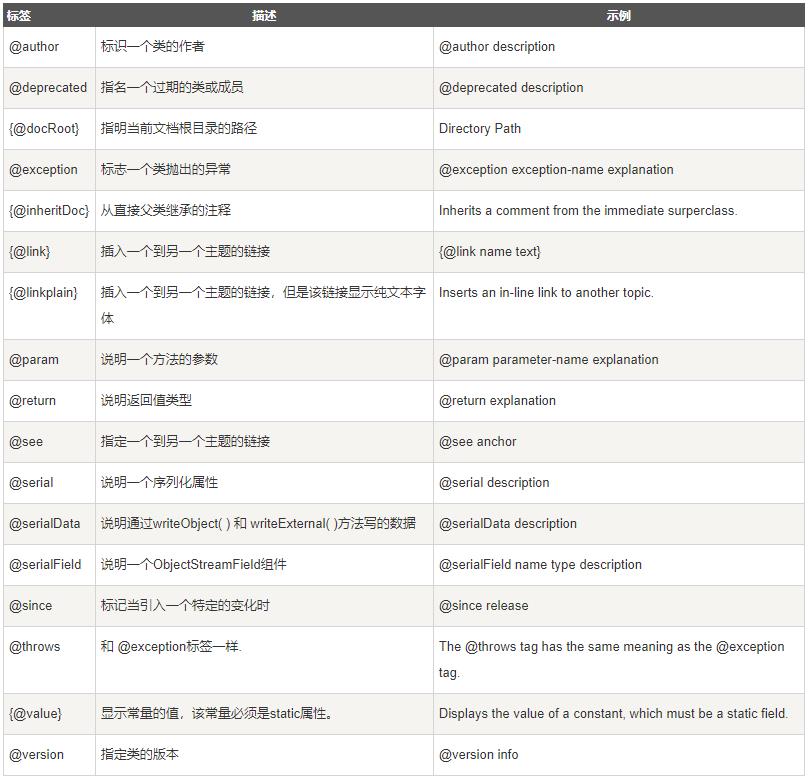 标签 描述 示例
@author 标识一个类的作者 @author description
@deprecated 指名一个过期的类或成员 @deprecated description
{@docRoot} 指明当前文档根目录的路径 Directory Path
@exception 标志一个类抛出的异常 @exception exception-name explanation
{@inheritDoc} 从直接父类继承的注释 Inherits a comment from the immediate surperclass.
{@link} 插入一个到另一个主题的链接 {@link name text}
{@linkplain} 插入一个到另一个主题的链接，但是该链接显示纯文本字 Inserts an in-line link to another topic.
体
@param 说明一个方法的参数 @param parameter-name explanation
@return 说明返回值类型 @return explanation
@see 指定一个到另一个主题的链接 @see anchor
@serial 说明一个序列化属性 @serial description
@serialData 说明通过writeObject( ) 和 writeExternal( )方法写的数据 @serialData description
@serialField 说明一个ObjectStreamField组件 @serialField name type description
@since 标记当引入一个特定的变化时 @since release
@throws 和 @exception标签一样. The @throws tag has the same meaning as the @exception
tag.
{@value} 显示常量的值，该常量必须是static属性。 Displays the value of a constant, which must be a static field.
@version 指定类的版本 @version info